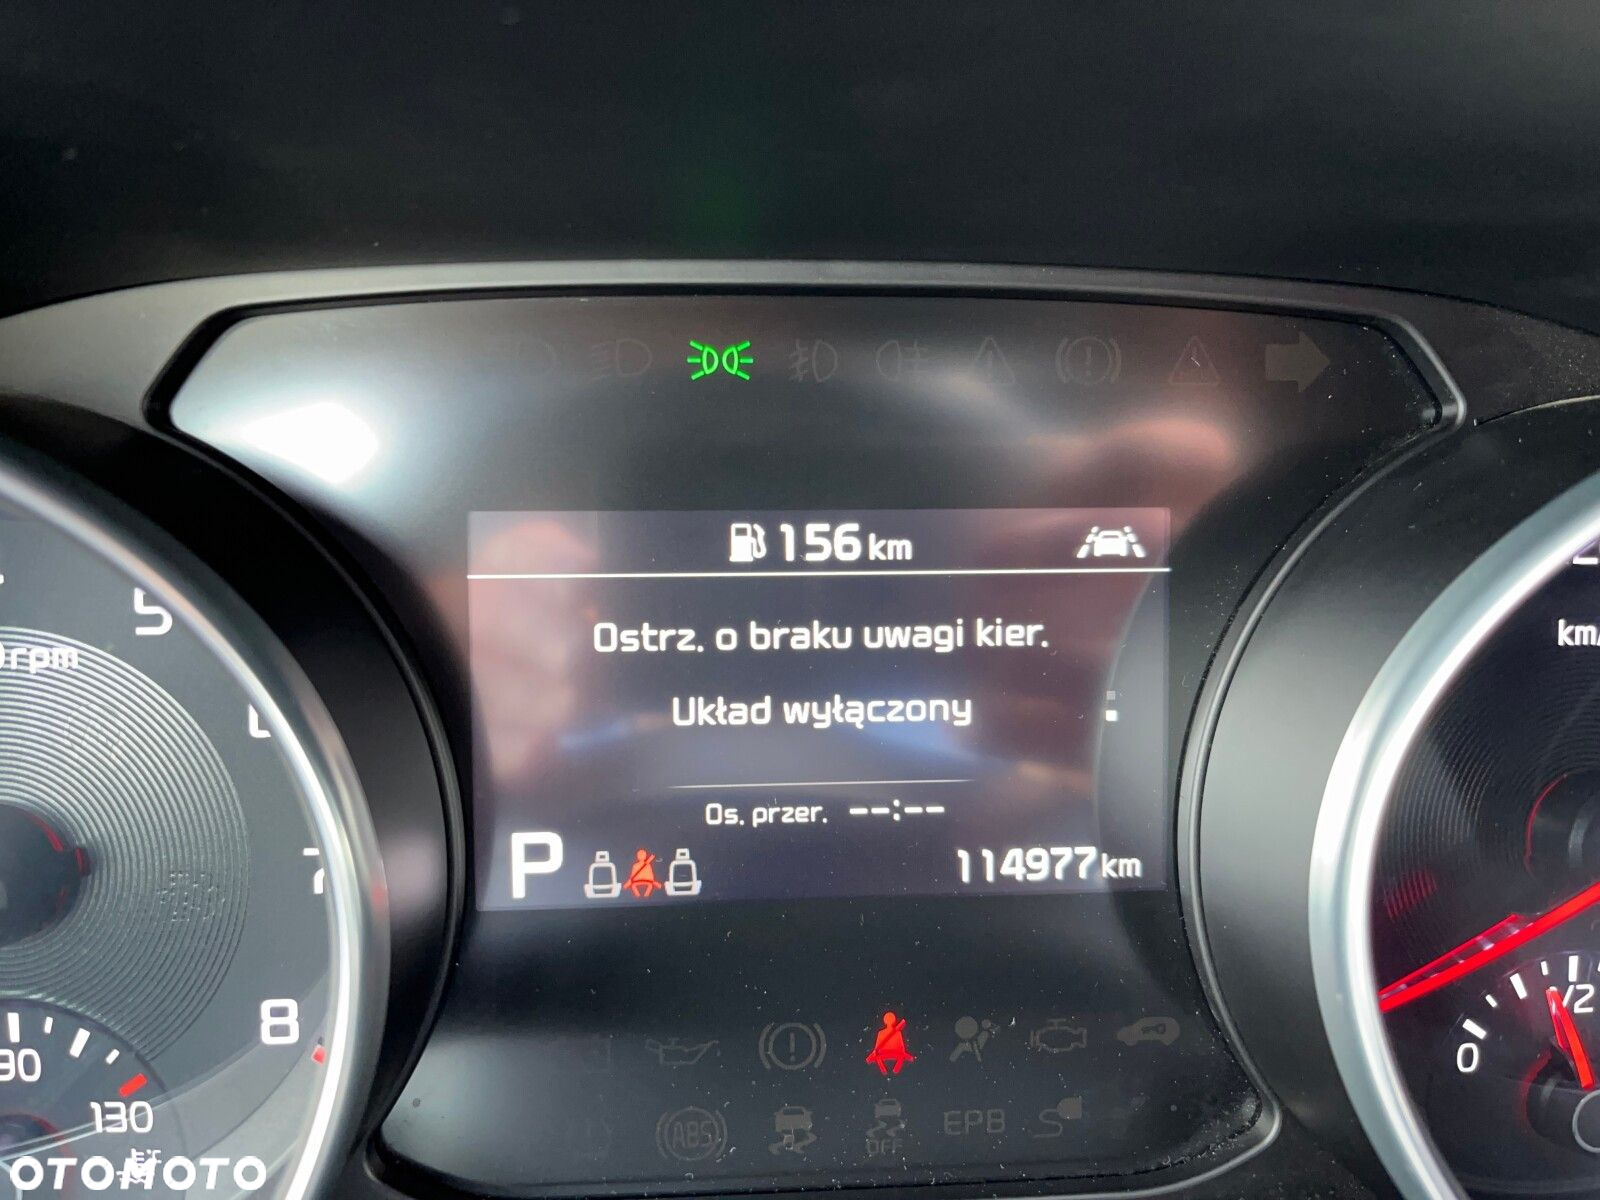 156 km
Ostrz. o braku uwagi kier.
Układ wyłączony
Os. przer. --:--
P
114977 km
5
rpm
7
8
90
130
km/
0
1/2
ABS
OFF
EPB
OTOMOTO